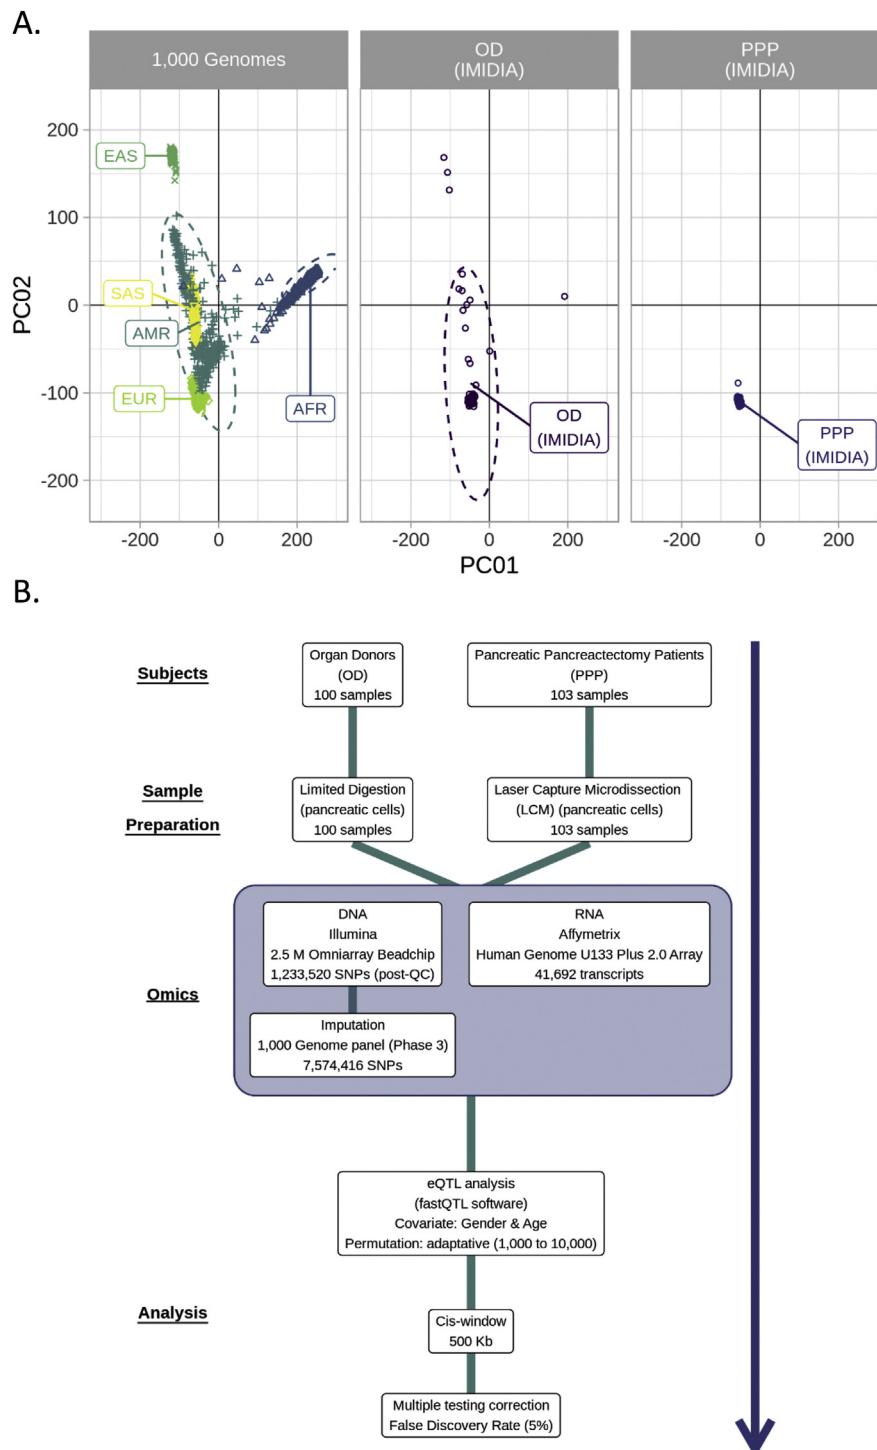 A.
1,000 Genomes
OD
(IMIDIA)
PPP
(IMIDIA)
PC02
200
100
0
-100
-200
EAS
SAS
AMR
EUR
AFR
OD
(IMIDIA)
PPP
(IMIDIA)
-200
0
200
-200
0
200
-200
0
200
PC01
B.
Subjects
Organ Donors
(OD)
100 samples
Pancreatic Pancreactectomy Patients
(PPP)
103 samples
Sample
Preparation
Limited Digestion
(pancreatic cells)
100 samples
Laser Capture Microdissection
(LCM) (pancreatic cells)
103 samples
Omics
DNA
Illumina
2.5 M Omniarray Beadchip
1,233,520 SNPs (post-QC)
RNA
Affymetrix
Human Genome U133 Plus 2.0 Array
41,692 transcripts
Imputation
1,000 Genome panel (Phase 3)
7,574,416 SNPs
Analysis
eQTL analysis
(fastQTL software)
Covariate: Gender & Age
Permutation: adaptative (1,000 to 10,000)
Cis-window
500 Kb
Multiple testing correction
False Discovery Rate (5%)